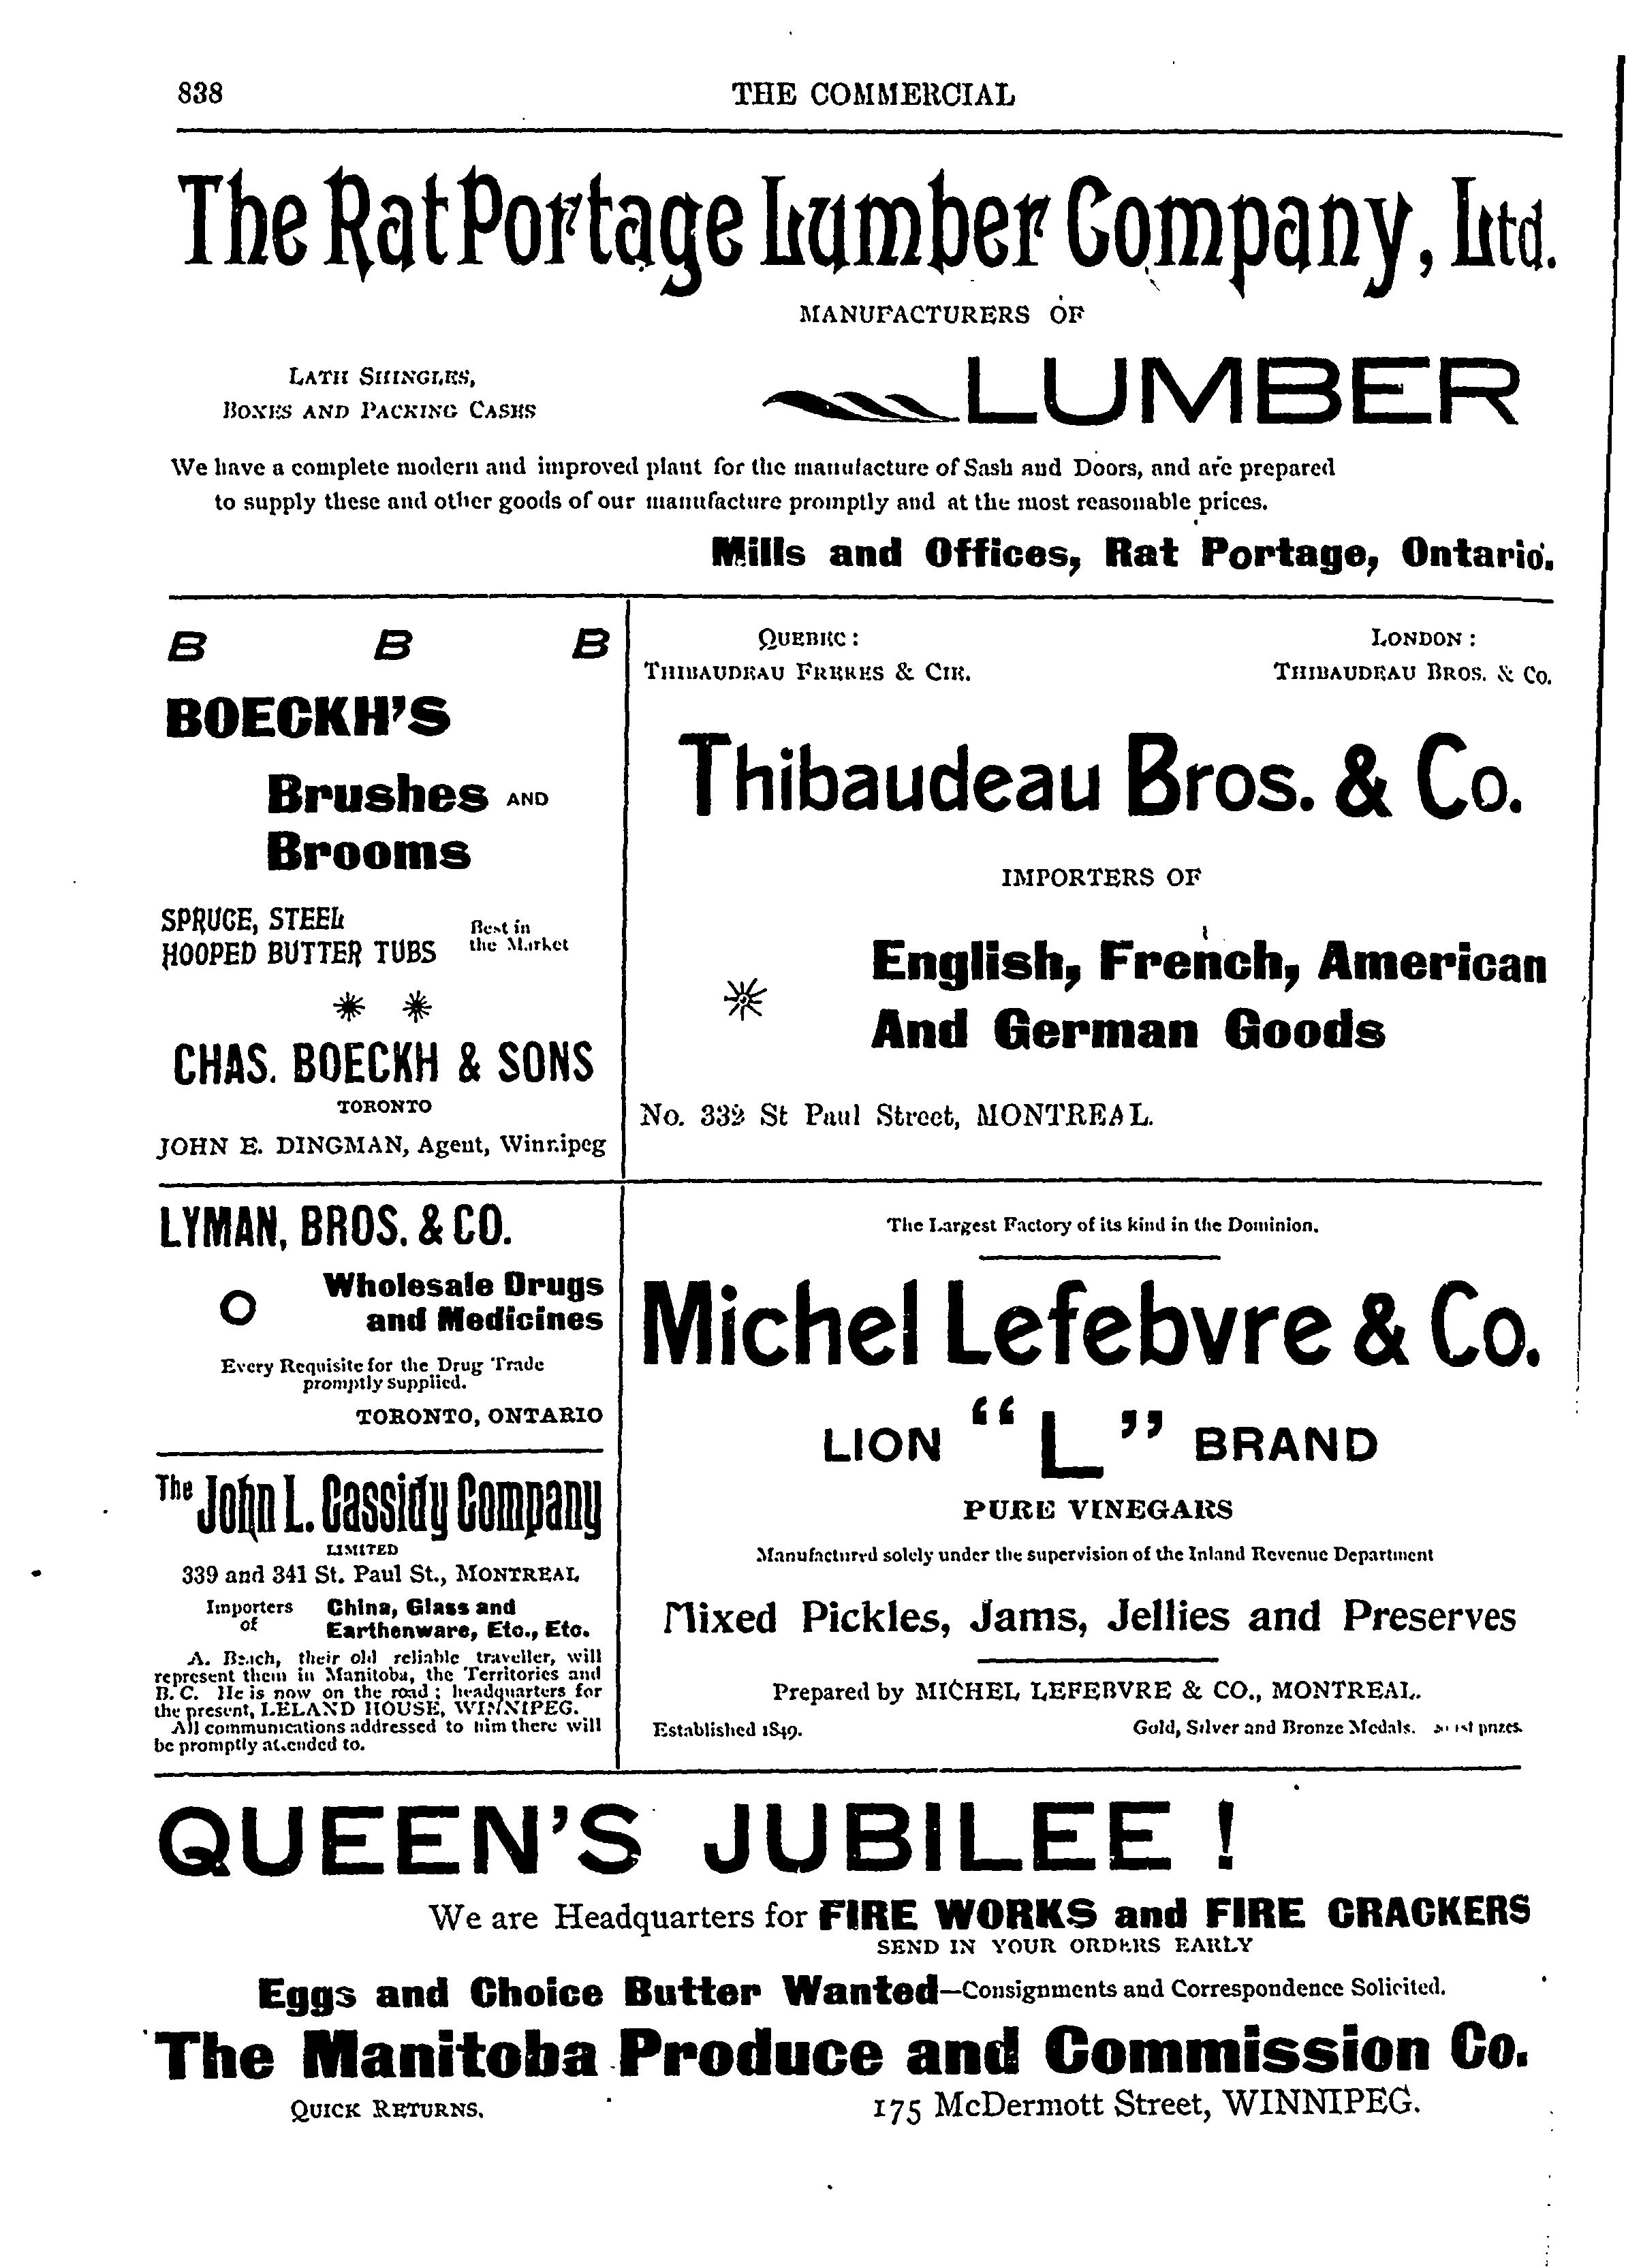 838
THE COMMERCIAL
The Rat Portage Lumber Company, Ltd.
MANUFACTURERS OF
LATH SHINGLES,
BOXES AND PACKING CASES
LUMBER
We have a complete modern and improved plant for the manufacture of Sash and Doors, and are prepared
to supply these and other goods of our manufacture promptly and at the most reasonable prices.
Mills and Offices, Rat Portage, Ontario.
B B B
BOECKH'S
Brushes AND
Brooms
SPRUCE, STEEL
HOOPED BUTTER TUBS
Best in
the Market
CHAS. BOECKH & SONS
TORONTO
JOHN E. DINGMAN, Agent, Winnipeg
QUEBEC:
THIBAUDEAU FRERES & CIE.
LONDON:
THIBAUDEAU BROS. & CO.
Thibaudeau Bros. & Co.
IMPORTERS OF
English, French, American
And German Goods
No. 332 St Paul Street, MONTREAL.
LYMAN, BROS. & CO.
Wholesale Drugs
and Medicines
Every Requisite for the Drug Trade
promptly supplied.
TORONTO, ONTARIO
The John L. Cassidy Company
LIMITED
339 and 341 St. Paul St., MONTREAL
Importers
of
China, Glass and
Earthenware, Etc., Etc.
A. Beach, their old reliable traveller, will
represent them in Manitoba, the Territories and
B. C. He is now on the road; headquarters for
the present, LELAND HOUSE, WINNIPEG.
All communications addressed to him there will
be promptly attended to.
The Largest Factory of its kind in the Dominion.
Michel Lefebvre & Co.
LION "L" BRAND
PURE VINEGARS
Manufactured solely under the supervision of the Inland Revenue Department
Mixed Pickles, Jams, Jellies and Preserves
Prepared by MICHEL LEFEBVRE & CO., MONTREAL.
Established 1849.
Gold, Silver and Bronze Medals. 1st prizes.
QUEEN'S JUBILEE!
We are Headquarters for FIRE WORKS and FIRE CRACKERS
SEND IN YOUR ORDERS EARLY
Eggs and Choice Butter Wanted—Consignments and Correspondence Solicited.
The Manitoba Produce and Commission Co.
QUICK RETURNS.
175 McDermott Street, WINNIPEG.